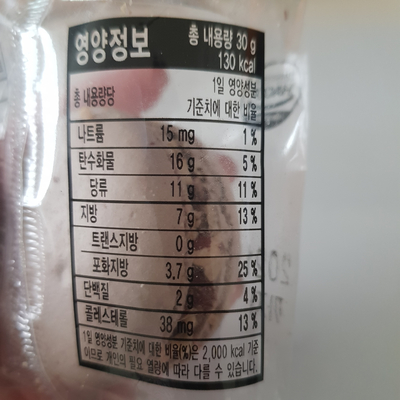 영양정보 총 내용량 30 g
130 kcal
총 내용량당 1일 영양성분
기준치에 대한 비율
나트륨 15 mg 1 %
탄수화물 16 g 5 %
당류 11 g 11 %
지방 7 g 13 %
트랜스지방 0 g
포화지방 3.7 g 25 %
단백질 2 g 4 %
콜레스테롤 38 mg 13 %
1일 영양성분 기준치에 대한 비율(%)은 2,000 kcal 기준
이므로 개인의 필요 열량에 따라 다를 수 있습니다.